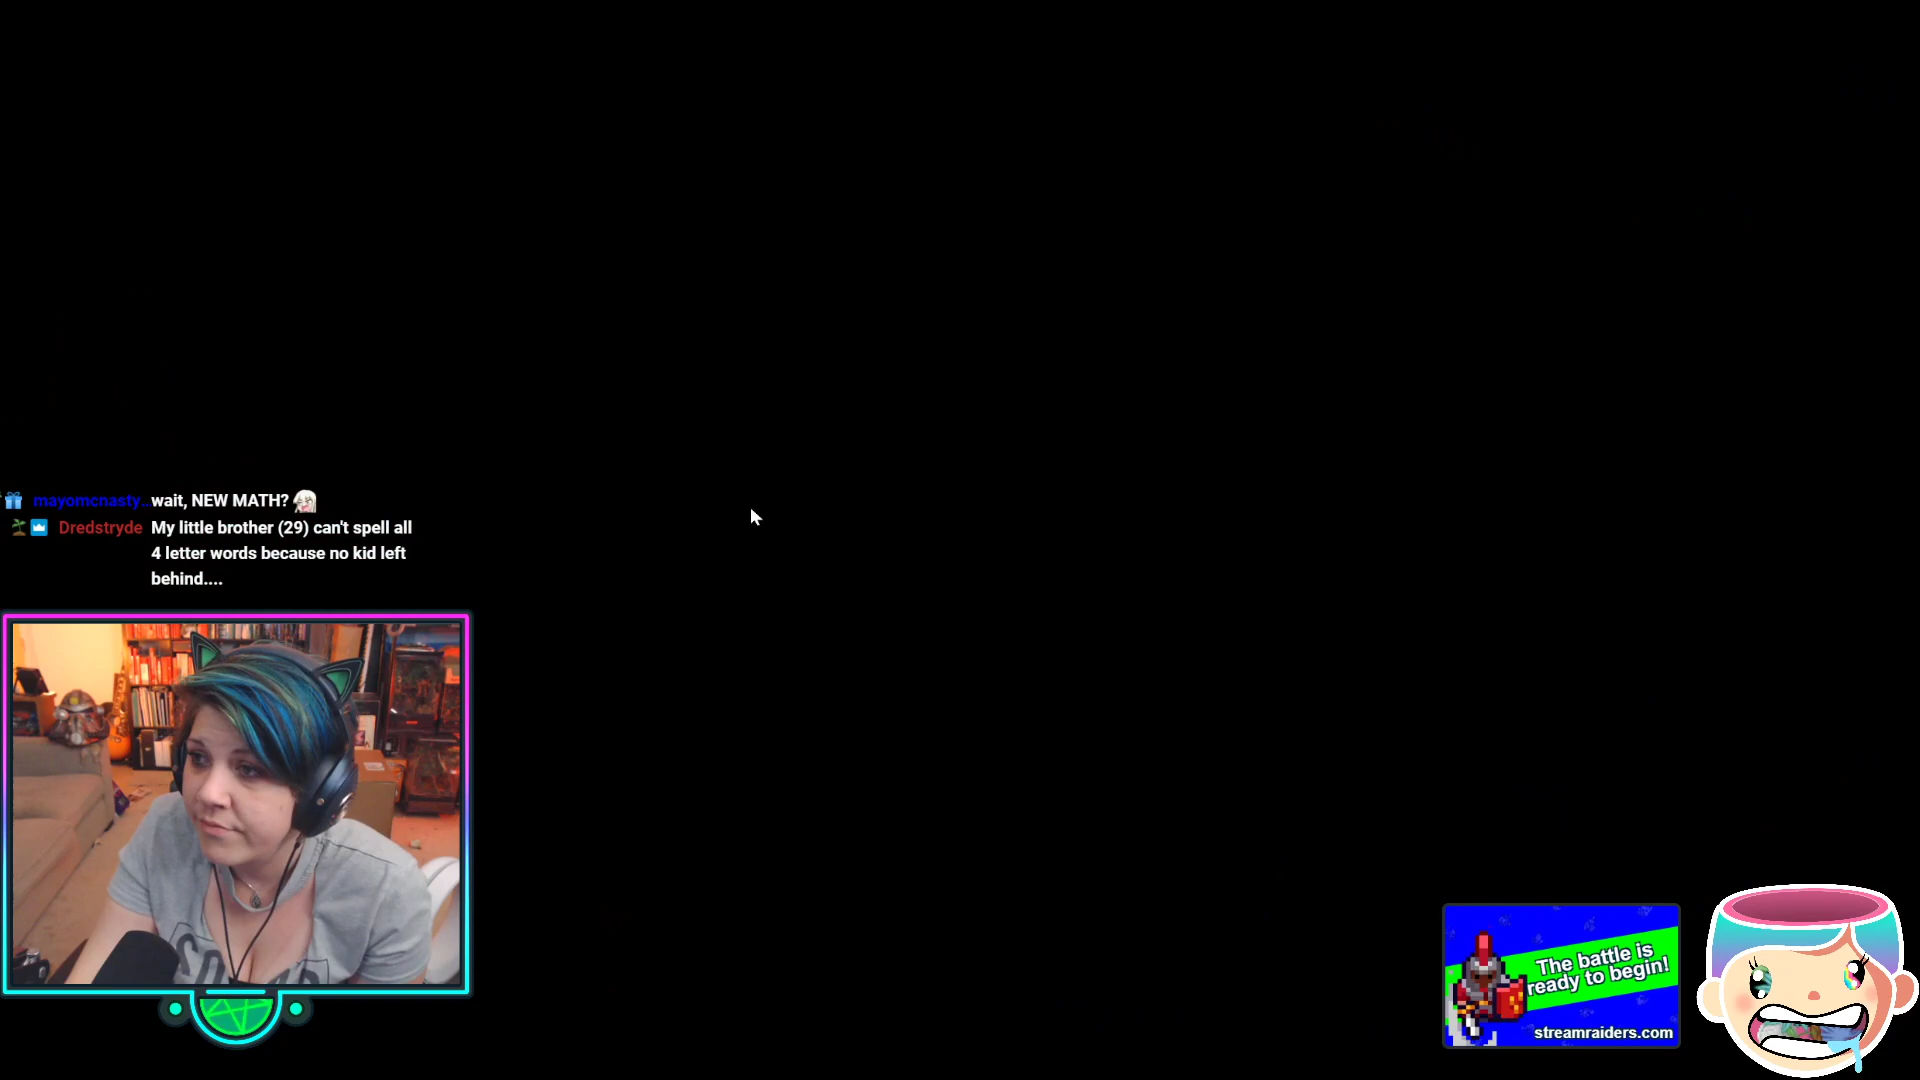 mayomcnasty... wait, NEW MATH?
Dredstryde My little brother (29) can't spell all
4 letter words because no kid left
behind....
The battle is
ready to begin!
streamraiders.com